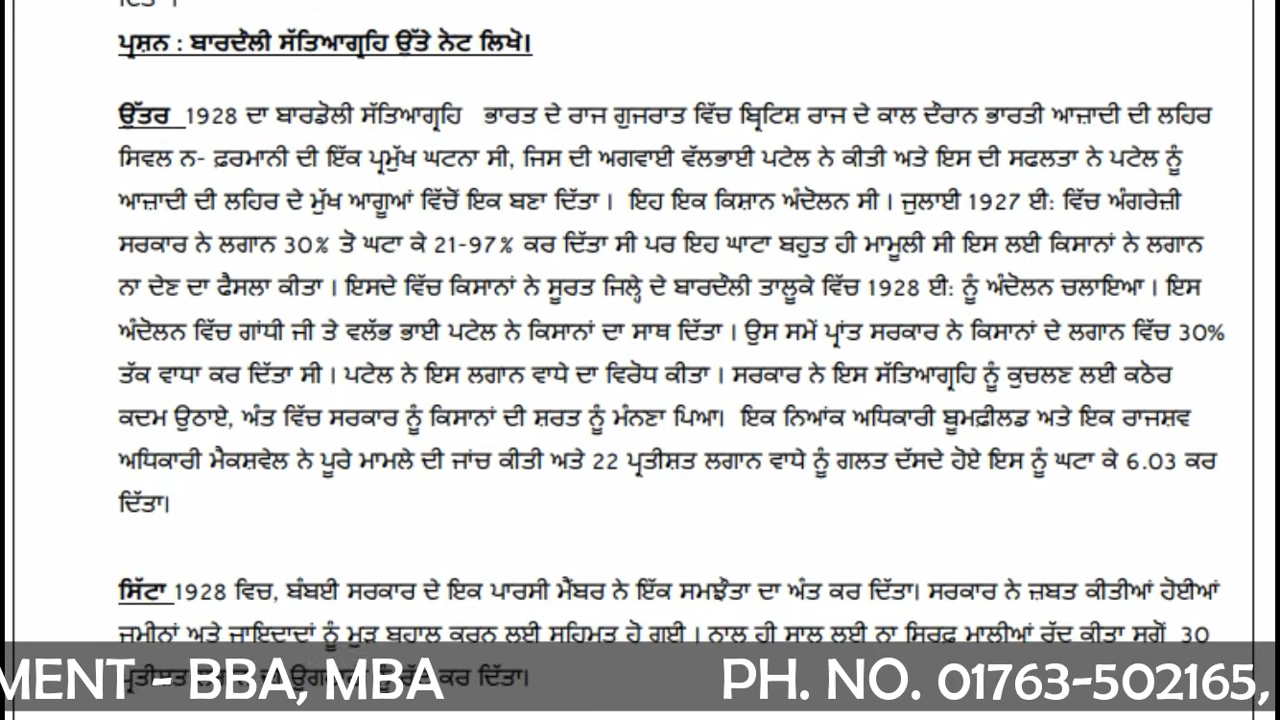 ਪ੍ਰਸ਼ਨ : ਬਾਰਦੌਲੀ ਸੱਤਿਆਗ੍ਰਹਿ ਉੱਤੇ ਨੋਟ ਲਿਖੋ।
ਉੱਤਰ 1928 ਦਾ ਬਾਰਡੋਲੀ ਸੱਤਿਆਗ੍ਰਹਿ ਭਾਰਤ ਦੇ ਰਾਜ ਗੁਜਰਾਤ ਵਿੱਚ ਬ੍ਰਿਟਿਸ਼ ਰਾਜ ਦੇ ਕਾਲ ਦੌਰਾਨ ਭਾਰਤੀ ਆਜ਼ਾਦੀ ਦੀ ਲਹਿਰ
ਸਿਵਲ ਨ- ਫ਼ਰਮਾਨੀ ਦੀ ਇੱਕ ਪ੍ਰਮੁੱਖ ਘਟਨਾ ਸੀ, ਜਿਸ ਦੀ ਅਗਵਾਈ ਵੱਲਭਾਈ ਪਟੇਲ ਨੇ ਕੀਤੀ ਅਤੇ ਇਸ ਦੀ ਸਫਲਤਾ ਨੇ ਪਟੇਲ ਨੂੰ
ਆਜ਼ਾਦੀ ਦੀ ਲਹਿਰ ਦੇ ਮੁੱਖ ਆਗੂਆਂ ਵਿੱਚੋਂ ਇਕ ਬਣਾ ਦਿੱਤਾ । ਇਹ ਇਕ ਕਿਸ਼ਾਨ ਅੰਦੋਲਨ ਸੀ । ਜੁਲਾਈ 1927 ਈ: ਵਿੱਚ ਅੰਗਰੇਜ਼ੀ
ਸਰਕਾਰ ਨੇ ਲਗਾਨ 30% ਤੋ ਘਟਾ ਕੇ 21-97% ਕਰ ਦਿੱਤਾ ਸੀ ਪਰ ਇਹ ਘਾਟਾ ਬਹੁਤ ਹੀ ਮਾਮੂਲੀ ਸੀ ਇਸ ਲਈ ਕਿਸਾਨਾਂ ਨੇ ਲਗਾਨ
ਨਾ ਦੇਣ ਦਾ ਫੈਸਲਾ ਕੀਤਾ । ਇਸਦੇ ਵਿੱਚ ਕਿਸਾਨਾਂ ਨੇ ਸੂਰਤ ਜਿਲ੍ਹੇ ਦੇ ਬਾਰਦੌਲੀ ਤਾਲੂਕੇ ਵਿੱਚ 1928 ਈ: ਨੂੰ ਅੰਦੋਲਨ ਚਲਾਇਆ । ਇਸ
ਅੰਦੋਲਨ ਵਿੱਚ ਗਾਂਧੀ ਜੀ ਤੇ ਵਲੱਭ ਭਾਈ ਪਟੇਲ ਨੇ ਕਿਸਾਨਾਂ ਦਾ ਸਾਥ ਦਿੱਤਾ । ਉਸ ਸਮੇਂ ਪ੍ਰਾਂਤ ਸਰਕਾਰ ਨੇ ਕਿਸਾਨਾਂ ਦੇ ਲਗਾਨ ਵਿੱਚ 30%
ਤੱਕ ਵਾਧਾ ਕਰ ਦਿੱਤਾ ਸੀ । ਪਟੇਲ ਨੇ ਇਸ ਲਗਾਨ ਵਾਧੇ ਦਾ ਵਿਰੋਧ ਕੀਤਾ । ਸਰਕਾਰ ਨੇ ਇਸ ਸੱਤਿਆਗ੍ਰਹਿ ਨੂੰ ਕੁਚਲਣ ਲਈ ਕਠੋਰ
ਕਦਮ ਉਠਾਏ, ਅੰਤ ਵਿੱਚ ਸਰਕਾਰ ਨੂੰ ਕਿਸਾਨਾਂ ਦੀ ਸ਼ਰਤ ਨੂੰ ਮੰਨਣਾ ਪਿਆ। ਇਕ ਨਿਆਂਕ ਅਧਿਕਾਰੀ ਬੂਮਫ਼ੀਲਡ ਅਤੇ ਇਕ ਰਾਜਸ਼ਵ
ਅਧਿਕਾਰੀ ਮੈਕਸ਼ਵੇਲ ਨੇ ਪੂਰੇ ਮਾਮਲੇ ਦੀ ਜਾਂਚ ਕੀਤੀ ਅਤੇ 22 ਪ੍ਰਤੀਸ਼ਤ ਲਗਾਨ ਵਾਧੇ ਨੂੰ ਗਲਤ ਦੱਸਦੇ ਹੋਏ ਇਸ ਨੂੰ ਘਟਾ ਕੇ 6.03 ਕਰ
ਦਿੱਤਾ।
ਸਿੱਟਾ 1928 ਵਿਚ, ਬੰਬਈ ਸਰਕਾਰ ਦੇ ਇਕ ਪਾਰਸੀ ਮੈਂਬਰ ਨੇ ਇੱਕ ਸਮਝੌਤਾ ਦਾ ਅੰਤ ਕਰ ਦਿੱਤਾ। ਸਰਕਾਰ ਨੇ ਜ਼ਬਤ ਕੀਤੀਆਂ ਹੋਈਆਂ
ਜ਼ਮੀਨਾਂ ਅਤੇ ਜਾਇਦਾਦਾਂ ਨੂੰ ਮੁੜ ਬਹਾਲ ਕਰਨ ਲਈ ਸਹਿਮਤ ਹੋ ਗਈ । ਨਾਲ ਹੀ ਸਾਲ ਲਈ ਨਾ ਸਿਰਫ਼ ਮਾਲੀਆਂ ਰੱਦ ਕੀਤਾ ਸਗੋਂ 30
ਪ੍ਰਤੀਸ਼ਤ ਕਰ ਦਿੱਤਾ।
MENT - BBA, MBA PH. NO. 01763-502165,